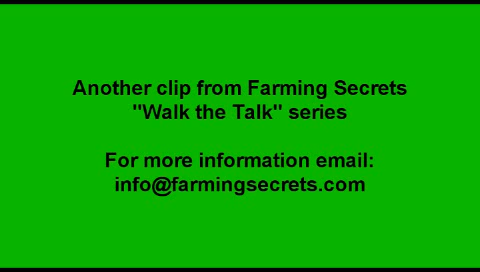 Another clip from Farming Secrets
"Walk the Talk" series
For more information email:
info@farmingsecrets.com